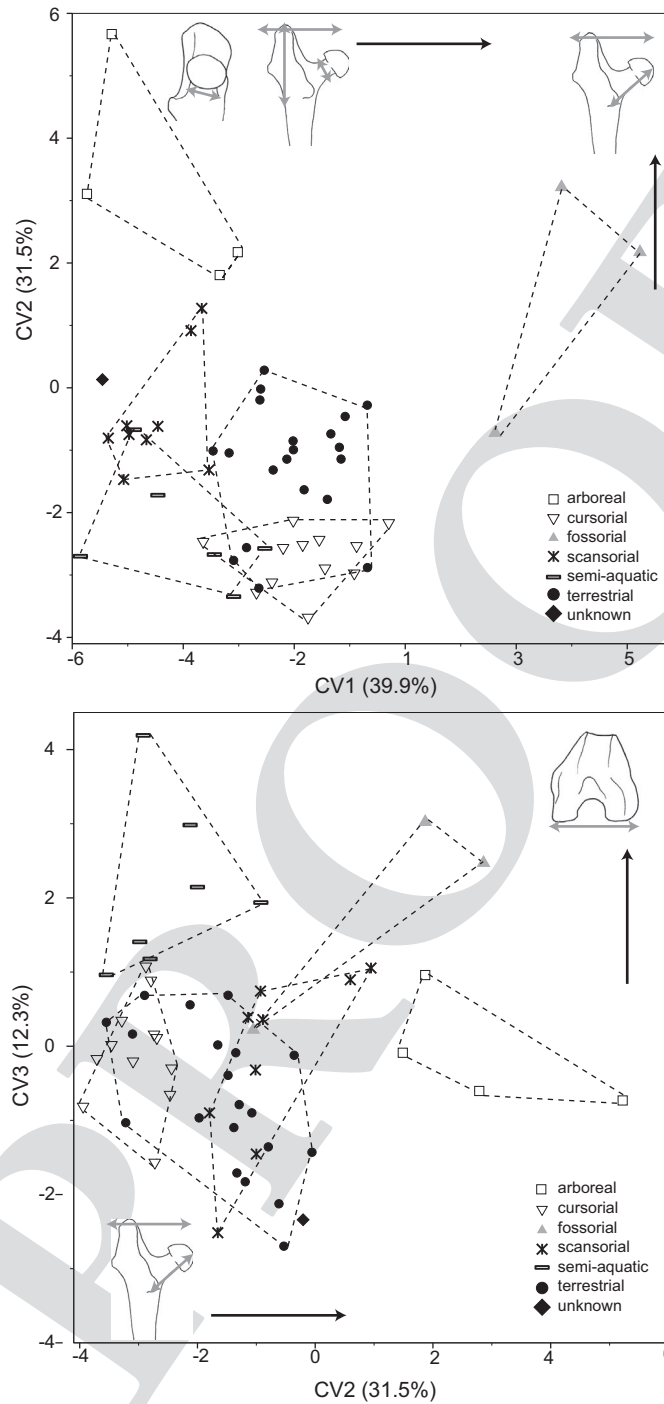 6
4
2
0
-2
-4
CV2 (31.5%)
arboreal
cursorial
fossorial
scansorial
semi-aquatic
terrestrial
unknown
-6 -4 -2 1 3 5
CV1 (39.9%)
4
2
0
-2
-4
CV3 (12.3%)
arboreal
cursorial
fossorial
scansorial
semi-aquatic
terrestrial
unknown
-4 -2 0 2 4
CV2 (31.5%)